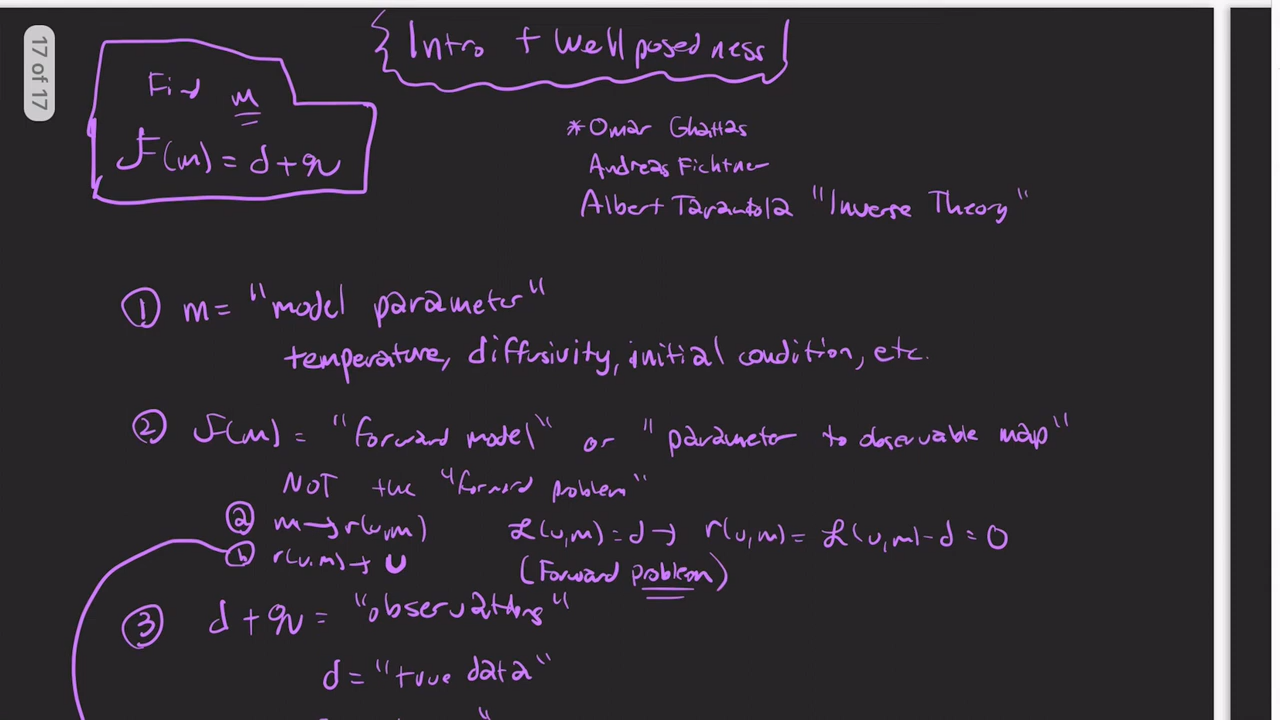 17 of 17
Intro + Wellposedness
Find m
F(m) = d + η
*Omar Ghattas
Andreas Fichtner
Albert Tarantola "Inverse Theory"
① m = "model parameter"
temperature, diffusivity, initial condition, etc.
② F(m) = "forward model" or "parameter to observable map"
NOT the "forward problem"
ⓐ m → r(u,m) L(u,m) = d → r(u,m) = L(u,m) - d = 0
ⓑ r(u,m) → u (Forward problem)
③ d + η = "observations"
d = "true data"